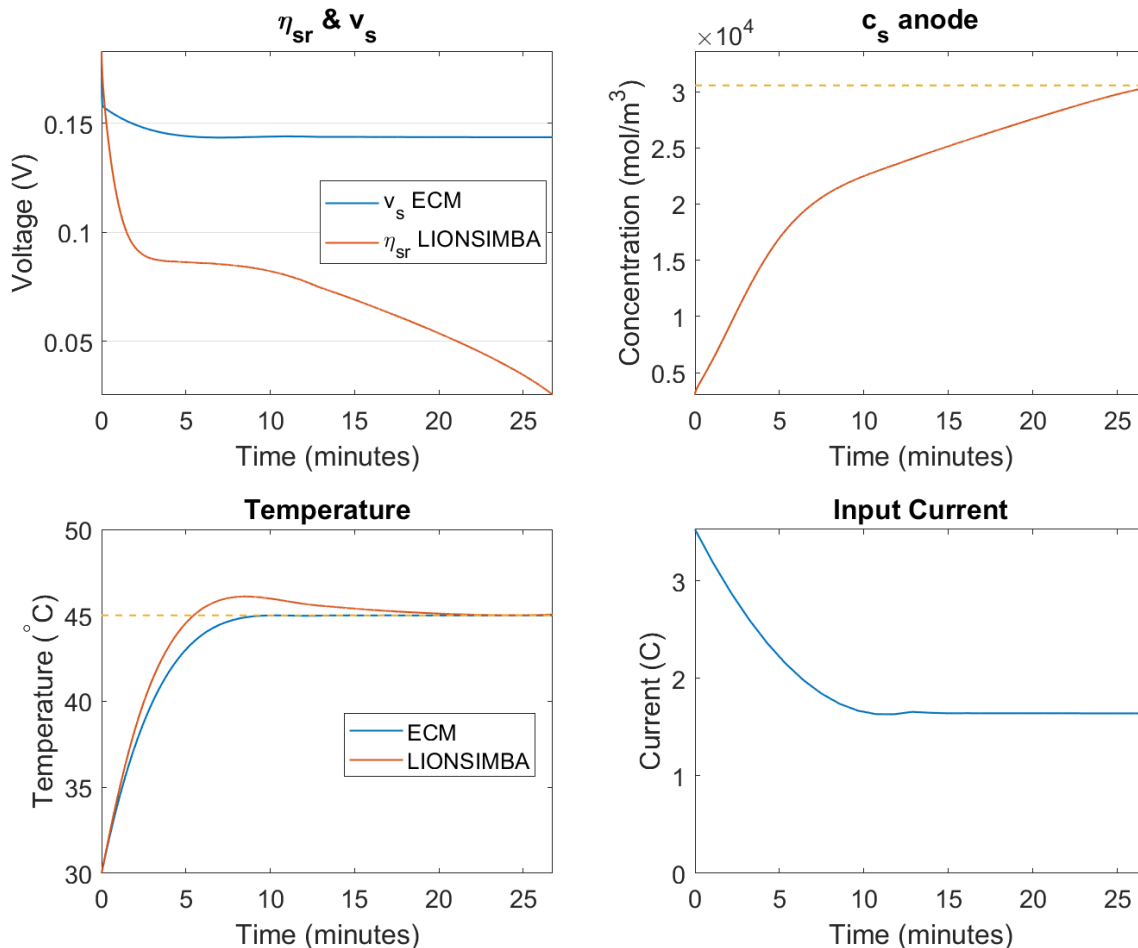 η_sr & v_s
0.15
0.1
0.05
Voltage (V)
v_s ECM
η_sr LIONSIMBA
0 5 10 15 20 25
Time (minutes)
c_s anode
×10^4
3
2.5
2
1.5
1
0.5
Concentration (mol/m^3)
0 5 10 15 20 25
Time (minutes)
Temperature
50
45
40
35
30
Temperature (°C)
ECM
LIONSIMBA
0 5 10 15 20 25
Time (minutes)
Input Current
3
2
1
0
Current (C)
0 5 10 15 20 25
Time (minutes)